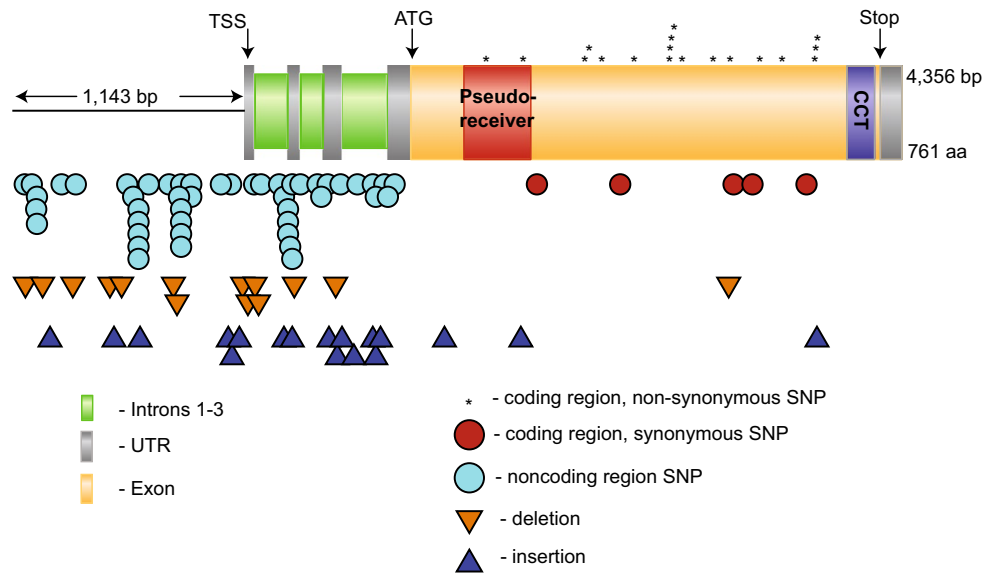 TSS
ATG
Stop
1,143 bp
Pseudo-
receiver
CCT
4,356 bp
761 aa
- Introns 1-3
- UTR
- Exon
* - coding region, non-synonymous SNP
- coding region, synonymous SNP
- noncoding region SNP
- deletion
- insertion